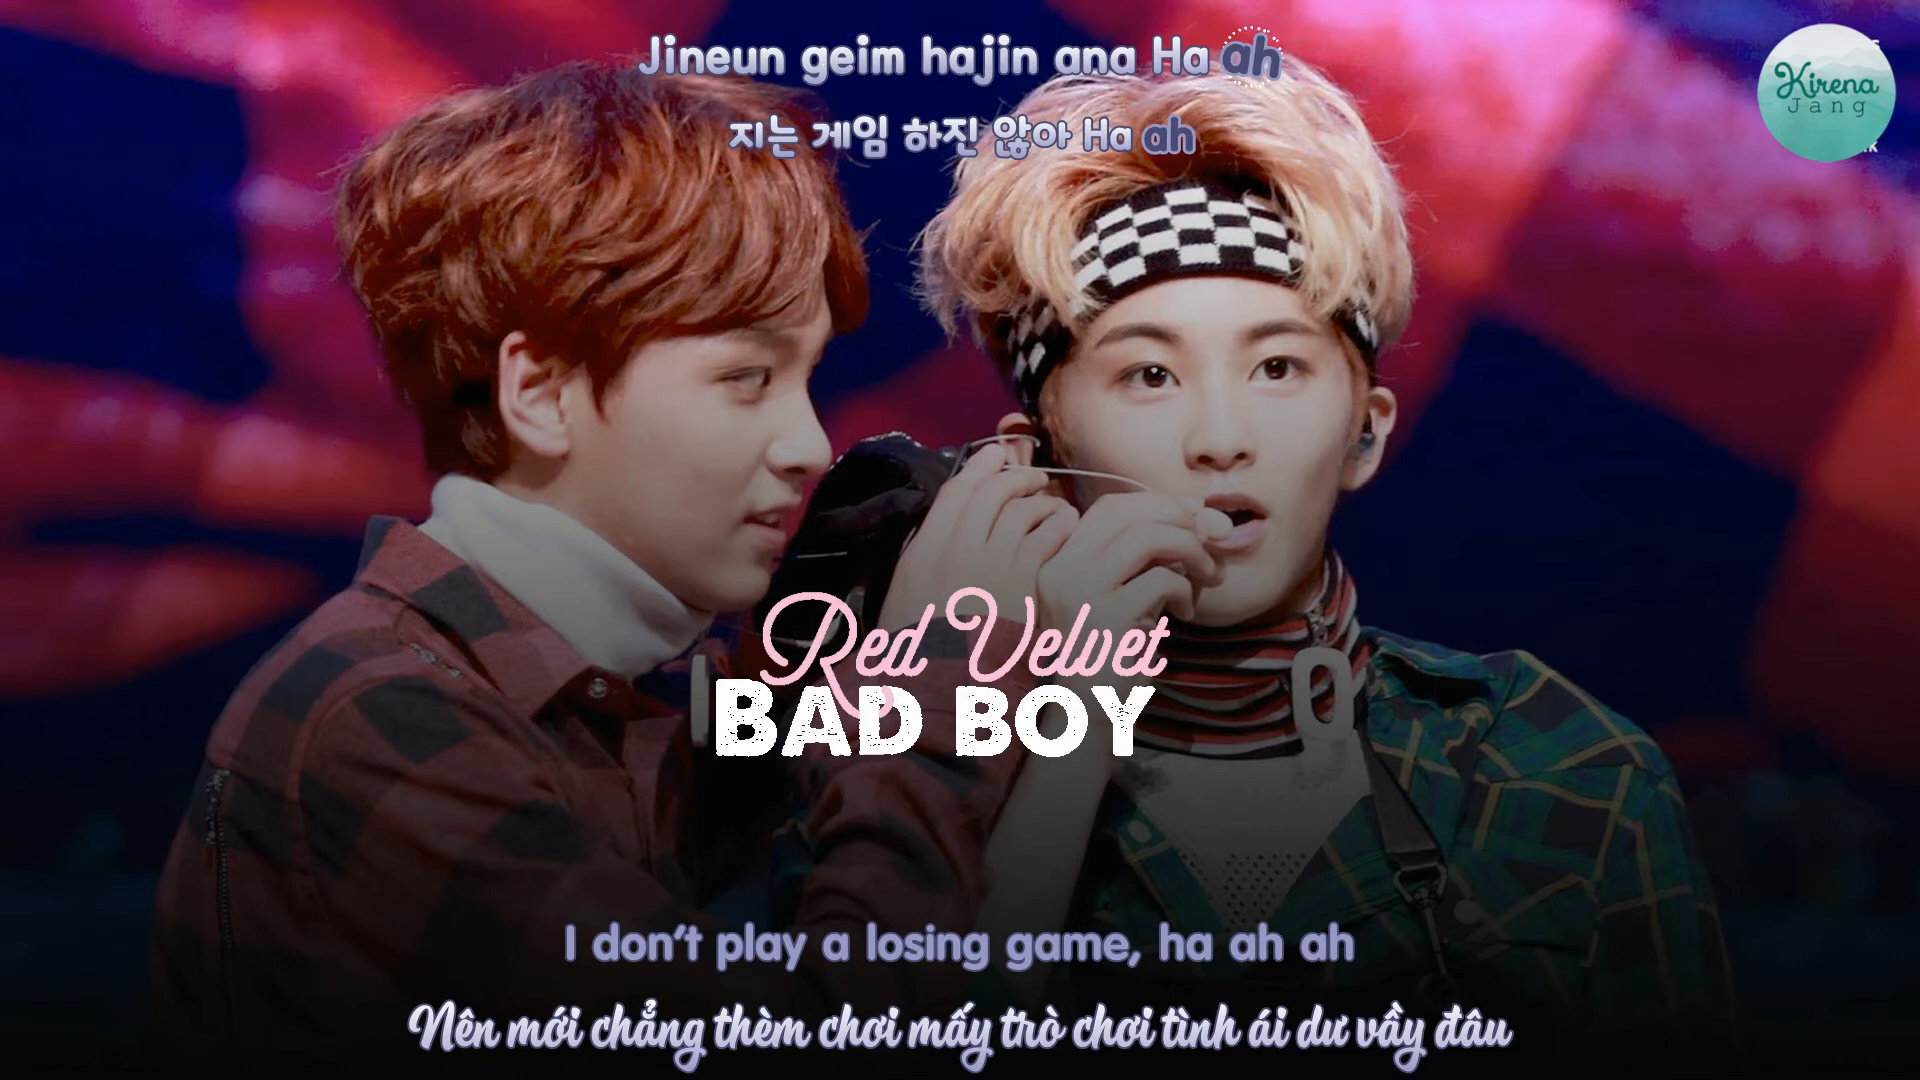 Jineun geim hajin ana Ha ah
지는 게임 하진 않아 Ha ah
Kirena
Jang
Red Velvet
BAD BOY
I don't play a losing game, ha ah ah
Nên mới chẳng thèm chơi mấy trò chơi tình ái dư vầy đâu